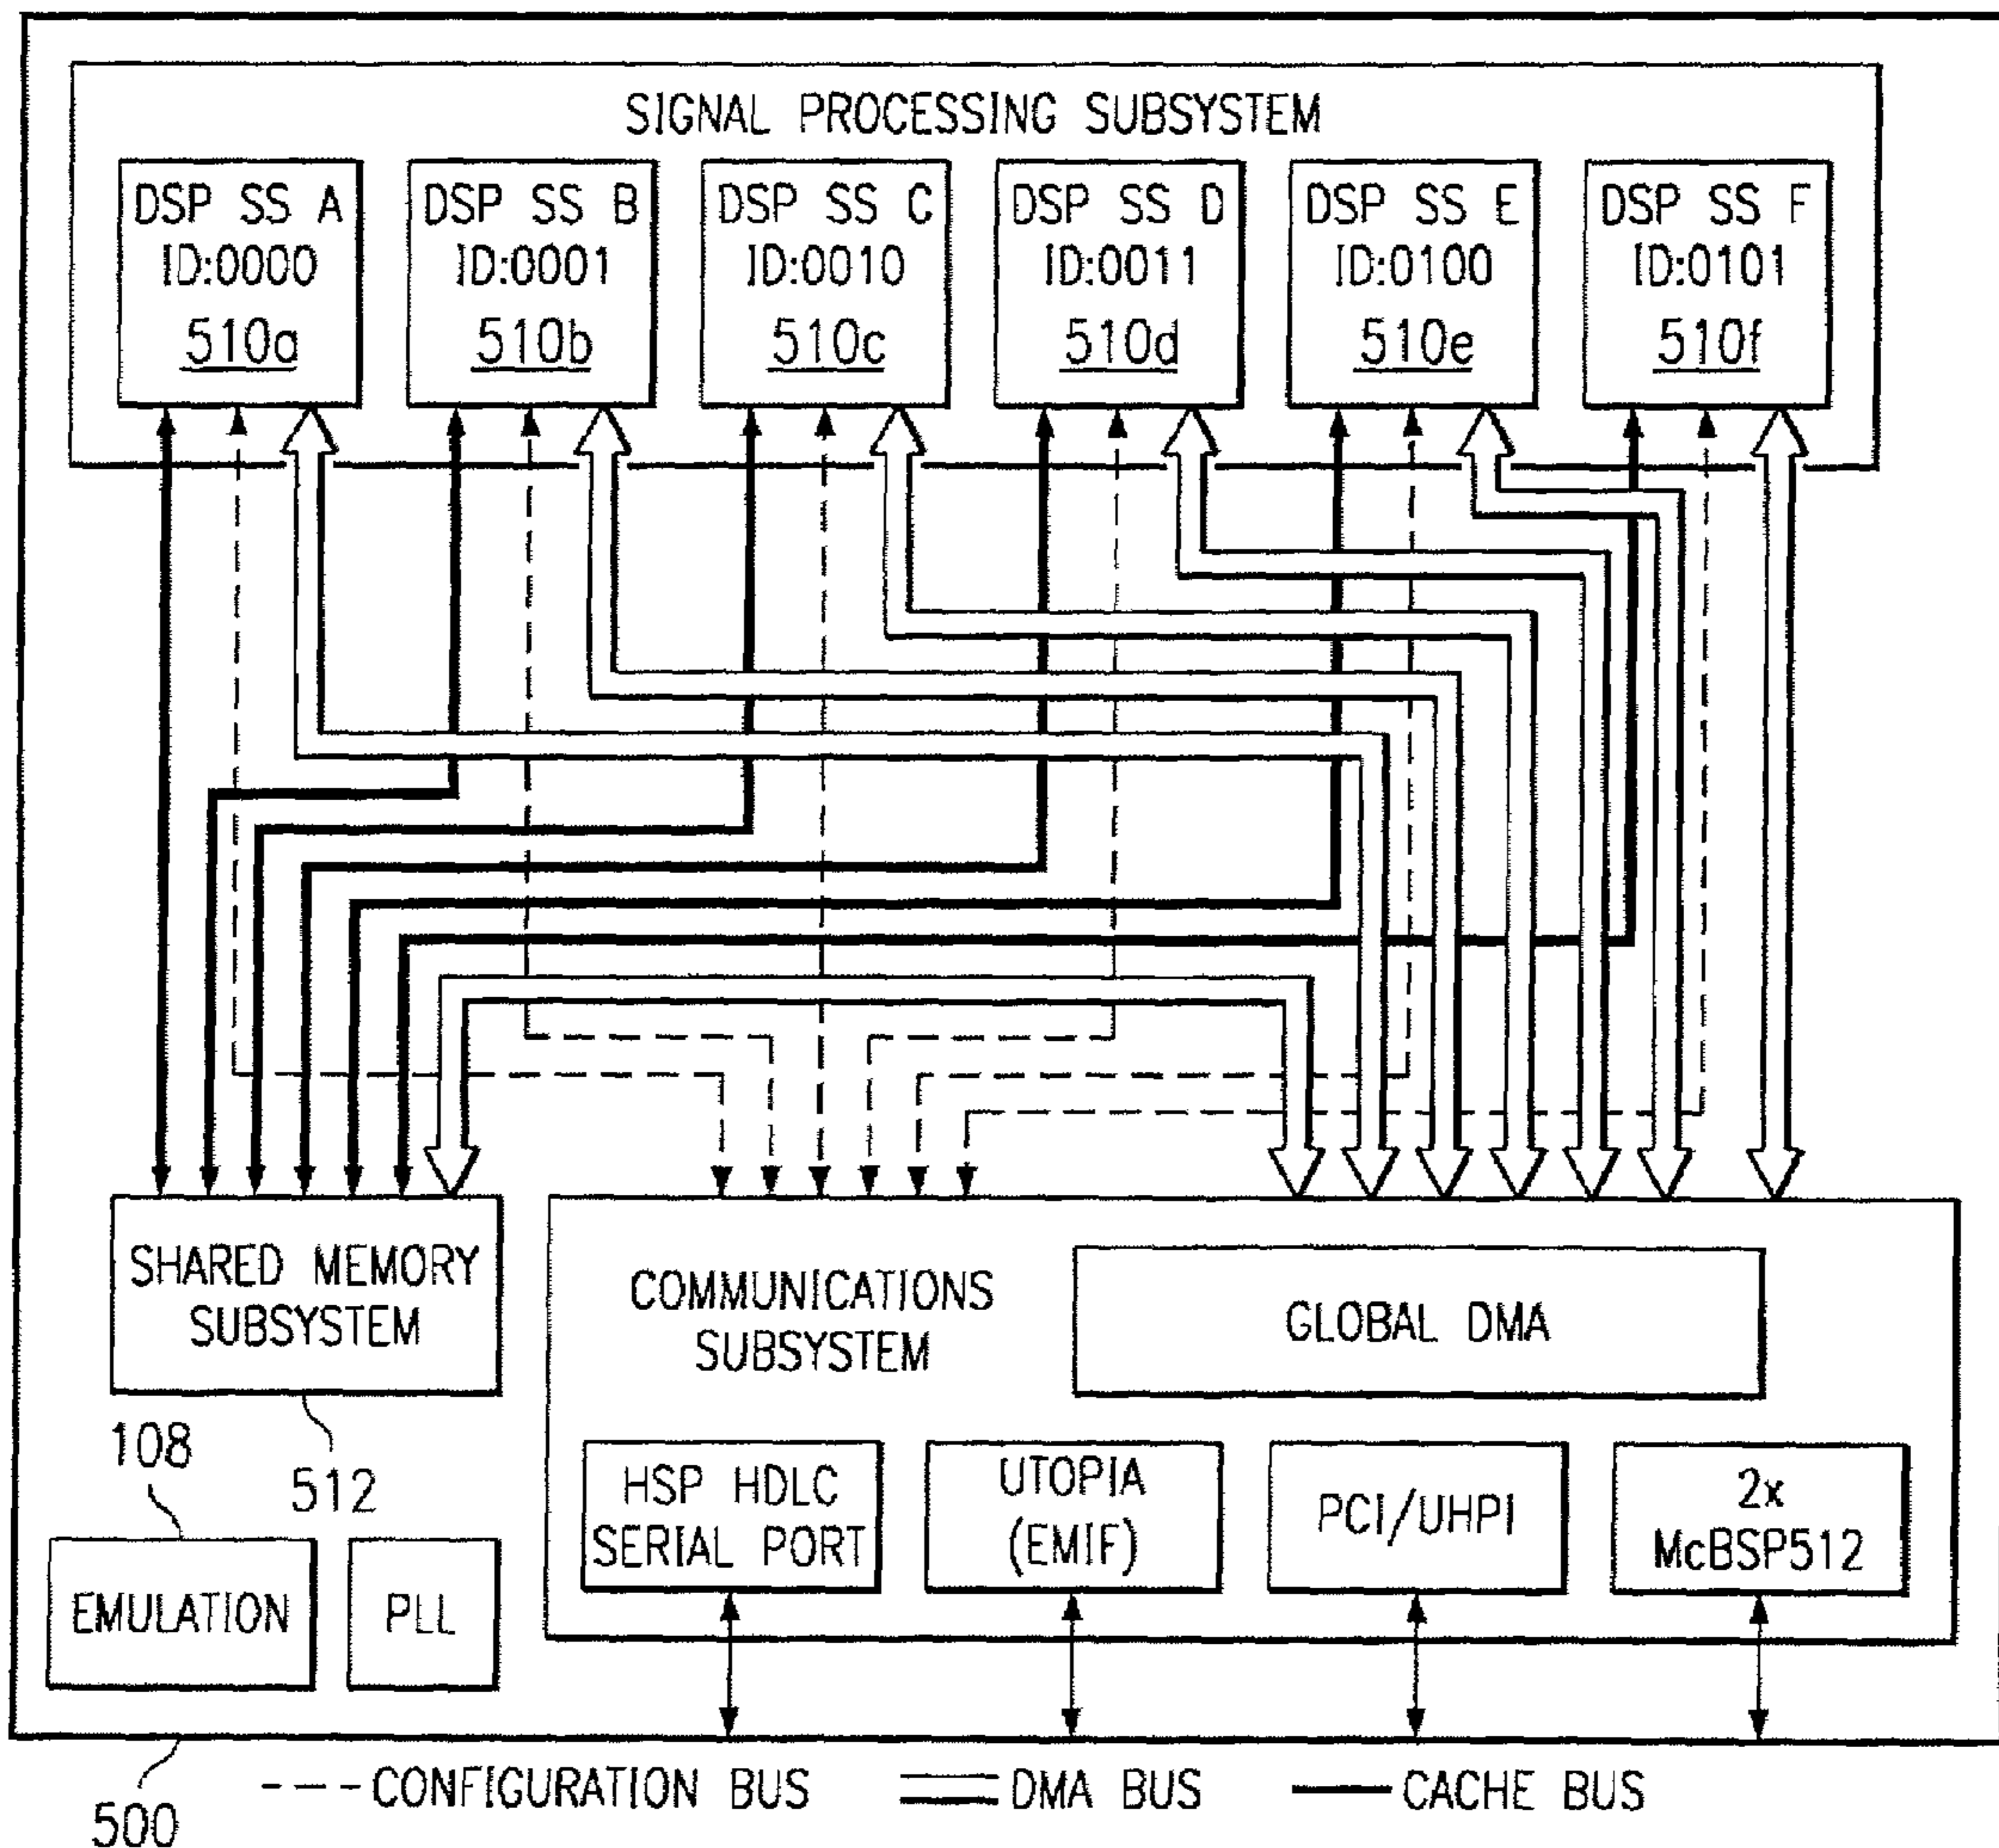 SIGNAL PROCESSING SUBSYSTEM
DSP SS A
ID:0000
510a
DSP SS B
ID:0001
510b
DSP SS C
ID:0010
510c
DSP SS D
ID:0011
510d
DSP SS E
ID:0100
510e
DSP SS F
ID:0101
510f
SHARED MEMORY
SUBSYSTEM
512
COMMUNICATIONS
SUBSYSTEM
GLOBAL DMA
HSP HDLC
SERIAL PORT
UTOPIA
(EMIF)
PCI/UHPI
2x
McBSP512
108
EMULATION
PLL
500
CONFIGURATION BUS
DMA BUS
CACHE BUS